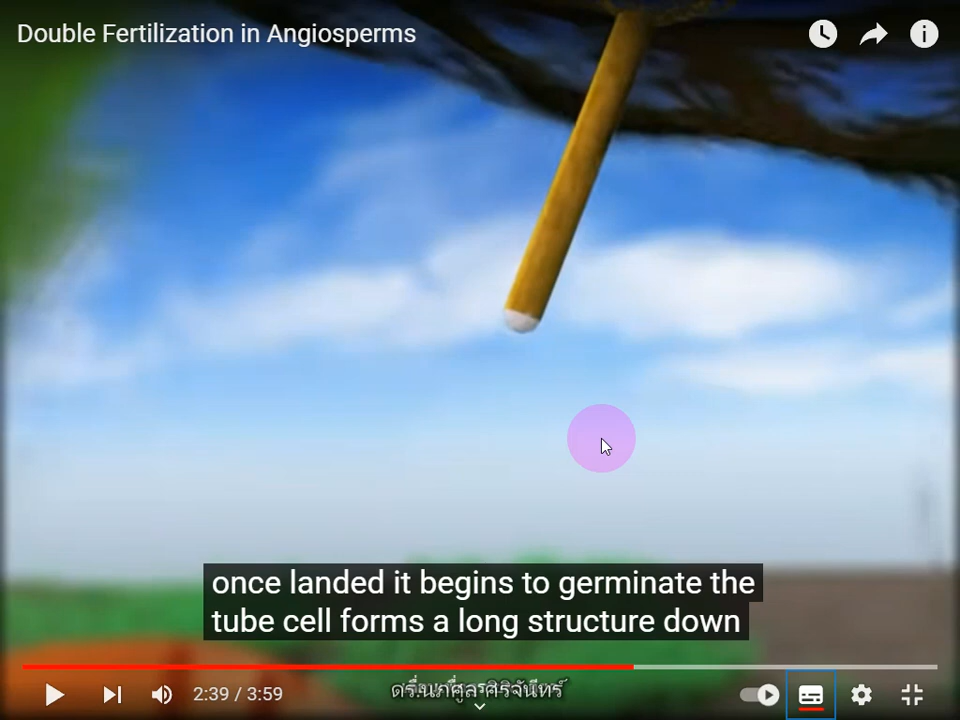 Double Fertilization in Angiosperms
once landed it begins to germinate the
tube cell forms a long structure down
2:39 / 3:59